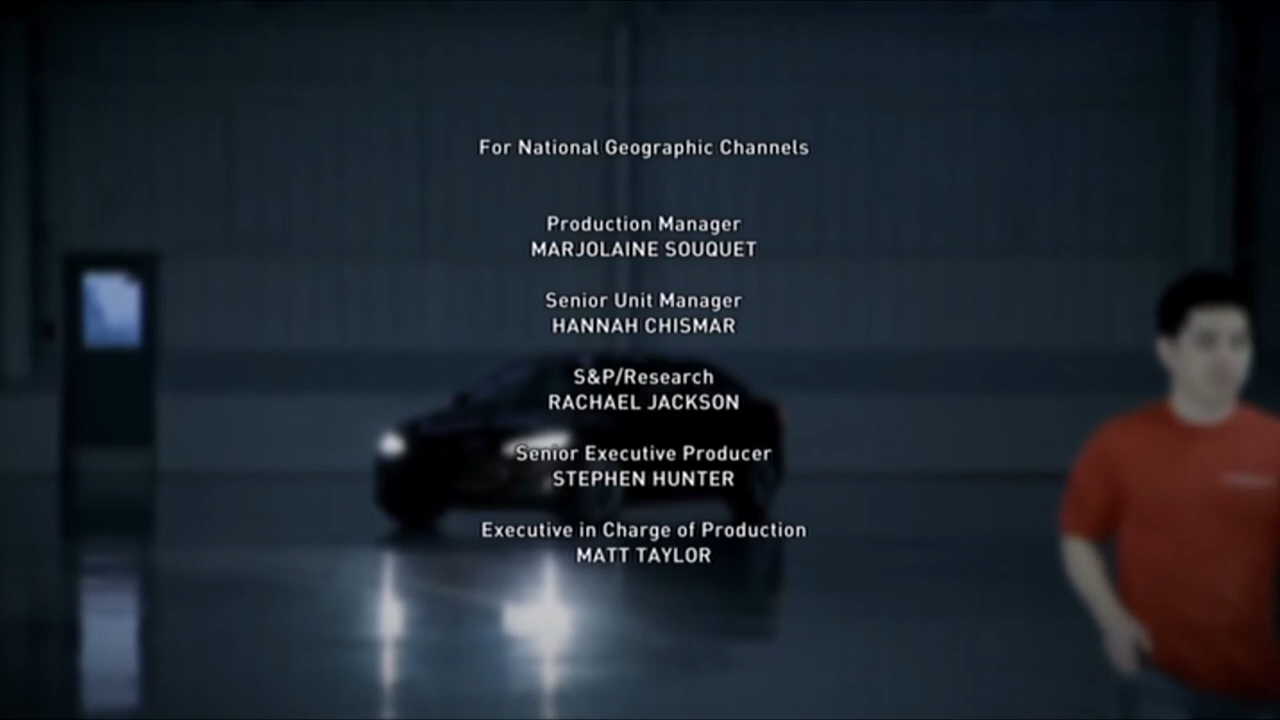 For National Geographic Channels
Production Manager
MARJOLAINE SOUQUET
Senior Unit Manager
HANNAH CHISMAR
S&P/Research
RACHAEL JACKSON
Senior Executive Producer
STEPHEN HUNTER
Executive in Charge of Production
MATT TAYLOR